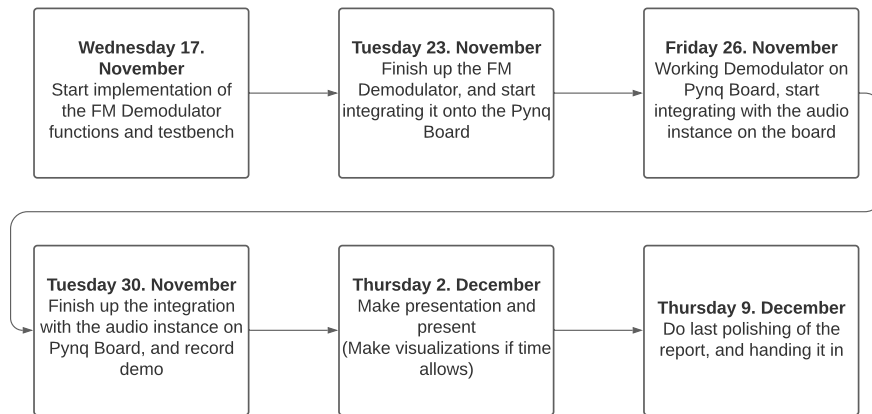 Wednesday 17.
November
Start implementation of
the FM Demodulator
functions and testbench
Tuesday 23. November
Finish up the FM
Demodulator, and start
integrating it onto the Pynq
Board
Friday 26. November
Working Demodulator on
Pynq Board, start
integrating with the audio
instance on the board
Tuesday 30. November
Finish up the integration
with the audio instance on
Pynq Board, and record
demo
Thursday 2. December
Make presentation and
present
(Make visualizations if time
allows)
Thursday 9. December
Do last polishing of the
report, and handing it in